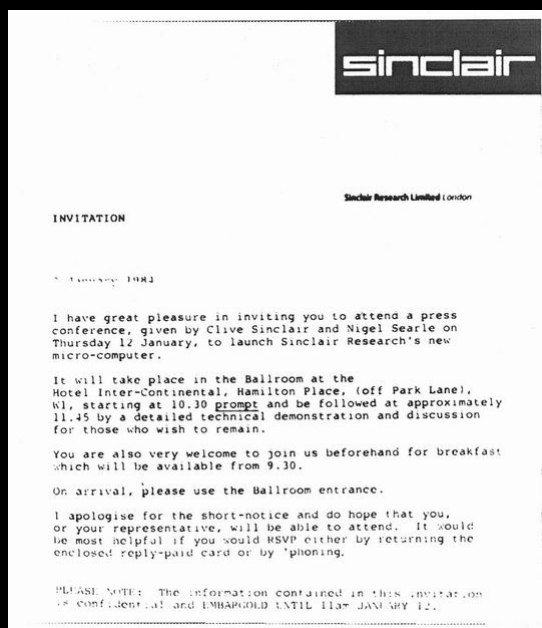 sinclair
Sinclair Research Limited London
INVITATION
January 1984
I have great pleasure in inviting you to attend a press
conference, given by Clive Sinclair and Nigel Searle on
Thursday 12 January, to launch Sinclair Research's new
micro-computer.
It will take place in the Ballroom at the
Hotel Inter-Continental, Hamilton Place, (off Park Lane),
W1, starting at 10.30 prompt and be followed at approximately
11.45 by a detailed technical demonstration and discussion
for those who wish to remain.
You are also very welcome to join us beforehand for breakfast
which will be available from 9.30.
On arrival, please use the Ballroom entrance.
I apologise for the short-notice and do hope that you,
or your representative, will be able to attend. It would
be most helpful if you would RSVP either by returning the
enclosed reply-paid card or by 'phoning.
PLEASE NOTE: The information contained in this invitation
is confidential and EMBARGOLD UNTIL 11am JANUARY 12.